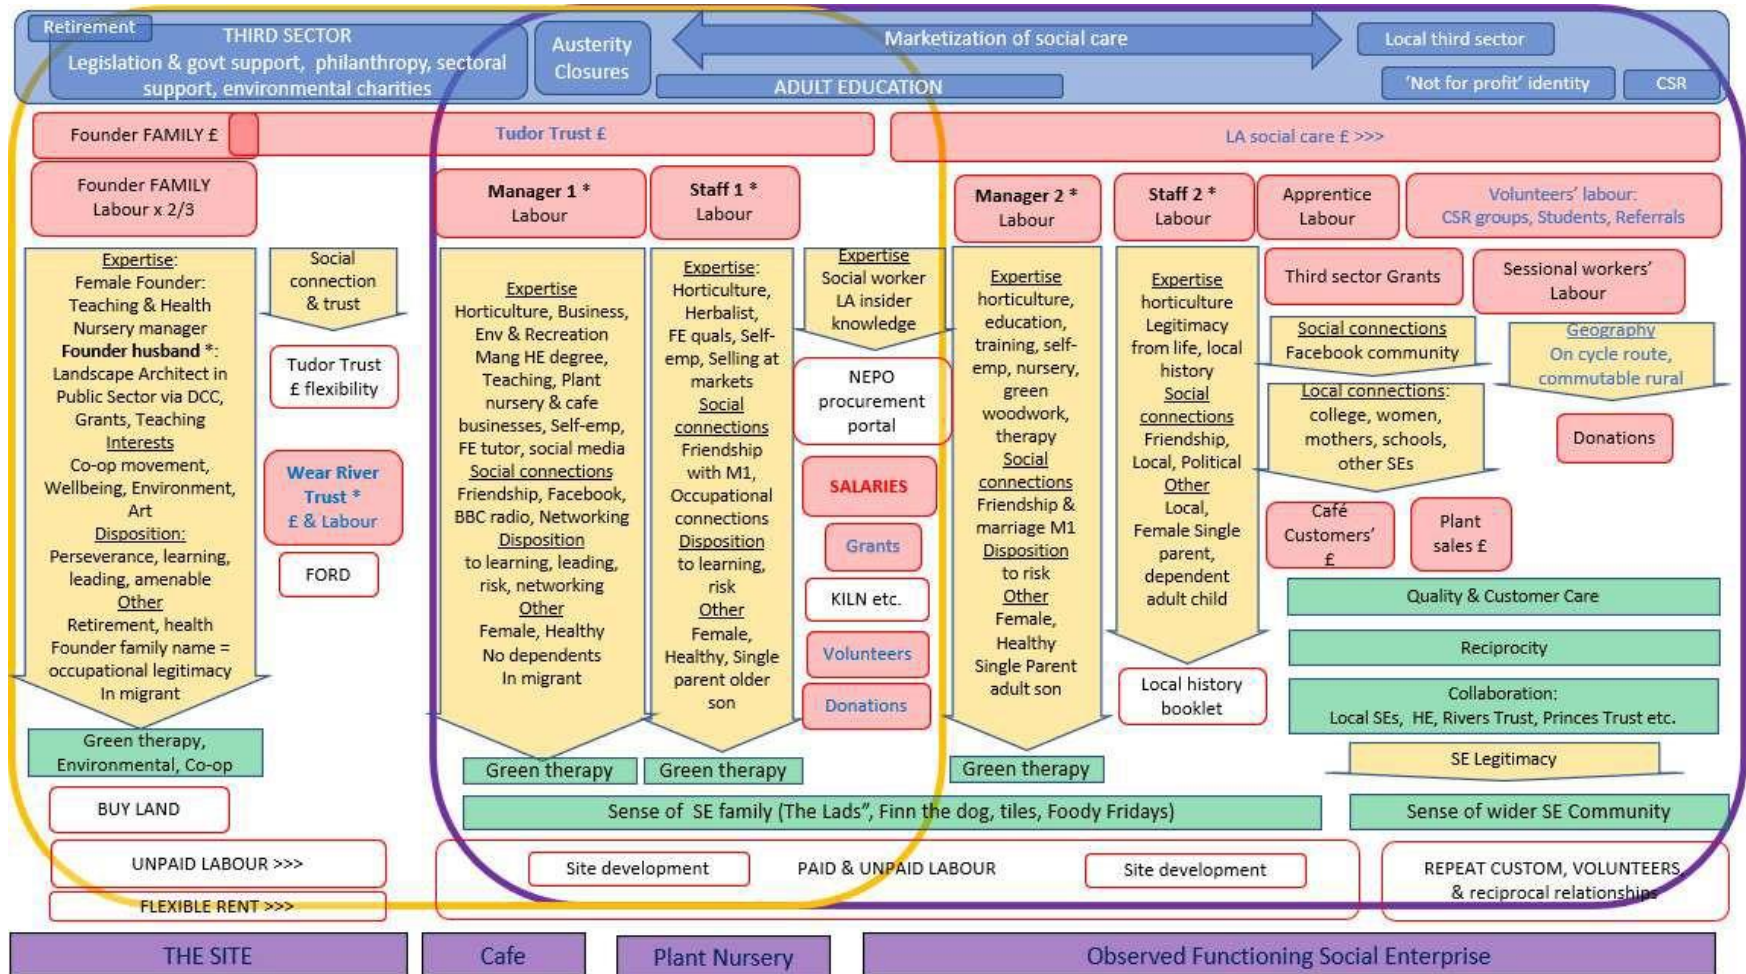 Retirement
THIRD SECTOR
Legislation & govt support, philanthropy, sectoral
support, environmental charities
Austerity
Closures
Marketization of social care
ADULT EDUCATION
Local third sector
'Not for profit' identity
CSR
Founder FAMILY £
Tudor Trust £
LA social care £ >>>
Founder FAMILY
Labour x 2/3
Manager 1 *
Labour
Staff 1 *
Labour
Manager 2 *
Labour
Staff 2 *
Labour
Apprentice
Labour
Volunteers' labour:
CSR groups, Students, Referrals
Expertise:
Female Founder:
Teaching & Health
Nursery manager
Founder husband *:
Landscape Architect in
Public Sector via DCC,
Grants, Teaching
Interests
Co-op movement,
Wellbeing, Environment,
Art
Disposition:
Perseverance, learning,
leading, amenable
Other
Retirement, health
Founder family name =
occupational legitimacy
In migrant
Social
connection
& trust
Tudor Trust
£ flexibility
Wear River
Trust *
£ & Labour
FORD
Expertise
Horticulture, Business,
Env & Recreation
Mang HE degree,
Teaching, Plant
nursery & cafe
businesses, Self-emp,
FE tutor, social media
Social connections
Friendship, Facebook,
BBC radio, Networking
Disposition
to learning, leading,
risk, networking
Other
Female, Healthy
No dependents
In migrant
Expertise:
Horticulture,
Herbalist,
FE quals, Self-
emp, Selling at
markets
Social
connections
Friendship
with M1,
Occupational
connections
Disposition
to learning,
risk
Other
Female,
Healthy, Single
parent older
son
Expertise
Social worker
LA insider
knowledge
NEPO
procurement
portal
SALARIES
Grants
KILN etc.
Volunteers
Donations
Expertise
horticulture,
education,
training, self-
emp, nursery,
green
woodwork,
therapy
Social
connections
Friendship &
marriage M1
Disposition
to risk
Other
Female,
Healthy
Single Parent
adult son
Expertise
horticulture
Legitimacy
from life, local
history
Social
connections
Friendship,
Local, Political
Other
Local,
Female Single
parent,
dependent
adult child
Local history
booklet
Third sector Grants
Sessional workers'
Labour
Social connections
Facebook community
Geography
On cycle route,
commutable rural
Local connections:
college, women,
mothers, schools,
other SEs
Donations
Café
Customers'
£
Plant
sales £
Quality & Customer Care
Reciprocity
Collaboration:
Local SEs, HE, Rivers Trust, Princes Trust etc.
SE Legitimacy
Green therapy,
Environmental, Co-op
Green therapy
Green therapy
Green therapy
BUY LAND
Sense of SE family (The Lads", Finn the dog, tiles, Foody Fridays)
Sense of wider SE Community
UNPAID LABOUR >>>
Site development
PAID & UNPAID LABOUR
Site development
REPEAT CUSTOM, VOLUNTEERS,
& reciprocal relationships
FLEXIBLE RENT >>>
THE SITE
Cafe
Plant Nursery
Observed Functioning Social Enterprise